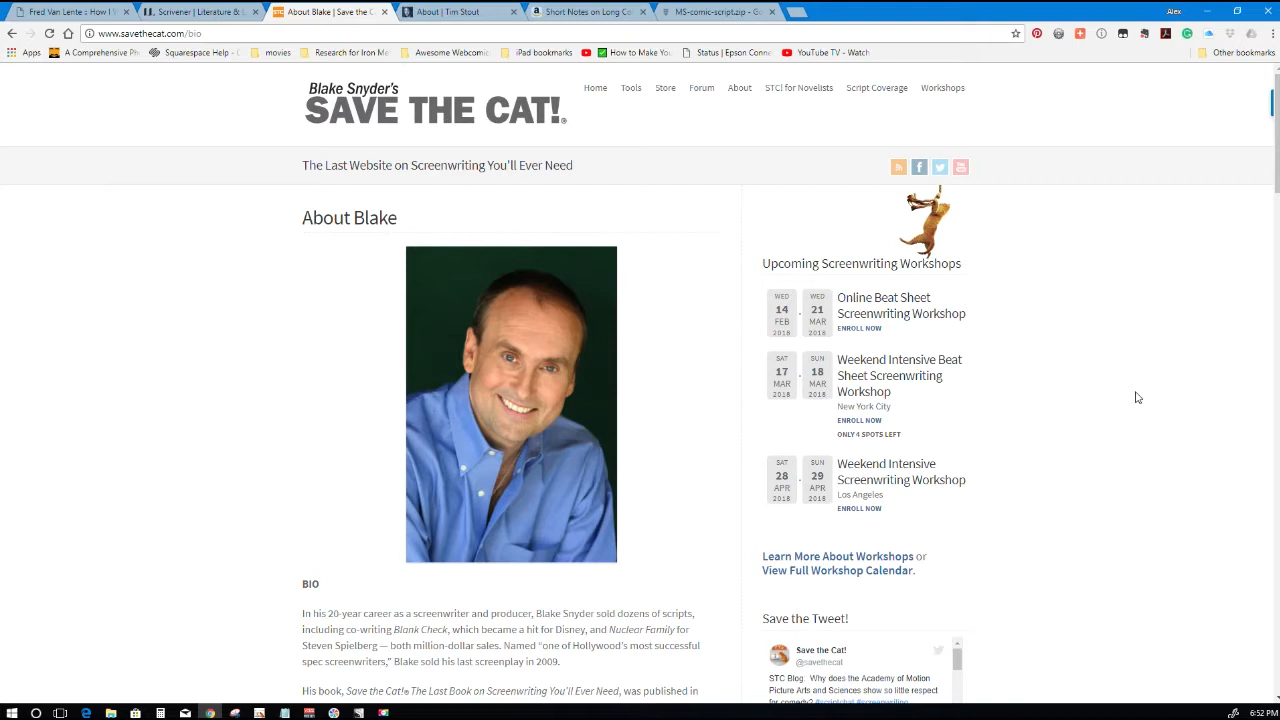 Fred Van Lente :: How I W
Scrivener | Literature & L
About Blake | Save the C
About | Tim Stout
Short Notes on Long Co
MS-comic-script.zip - Go
Alex
www.savethecat.com/bio
Apps
A Comprehensive Pho
Squarespace Help - C
movies
Research for Iron Ma
Awesome Webcomic
iPad bookmarks
How to Make You
Status | Epson Conne
YouTube TV - Watch
Other bookmarks
Blake Snyder's
SAVE THE CAT!®
Home Tools Store Forum About STC! for Novelists Script Coverage Workshops
The Last Website on Screenwriting You'll Ever Need
About Blake
BIO
In his 20-year career as a screenwriter and producer, Blake Snyder sold dozens of scripts,
including co-writing Blank Check, which became a hit for Disney, and Nuclear Family for
Steven Spielberg — both million-dollar sales. Named “one of Hollywood's most successful
spec screenwriters,” Blake sold his last screenplay in 2009.
His book, Save the Cat!® The Last Book on Screenwriting You'll Ever Need, was published in
Upcoming Screenwriting Workshops
WED 14 FEB 2018 - WED 21 MAR 2018
Online Beat Sheet
Screenwriting Workshop
ENROLL NOW
SAT 17 MAR 2018 - SUN 18 MAR 2018
Weekend Intensive Beat
Sheet Screenwriting
Workshop
New York City
ENROLL NOW
ONLY 4 SPOTS LEFT
SAT 28 APR 2018 - SUN 29 APR 2018
Weekend Intensive
Screenwriting Workshop
Los Angeles
ENROLL NOW
Learn More About Workshops or
View Full Workshop Calendar.
Save the Tweet!
Save the Cat!
@savethecat
STC Blog: Why does the Academy of Motion
Picture Arts and Sciences show so little respect
for comedy? #scriptchat #screenwriting
6:52 PM